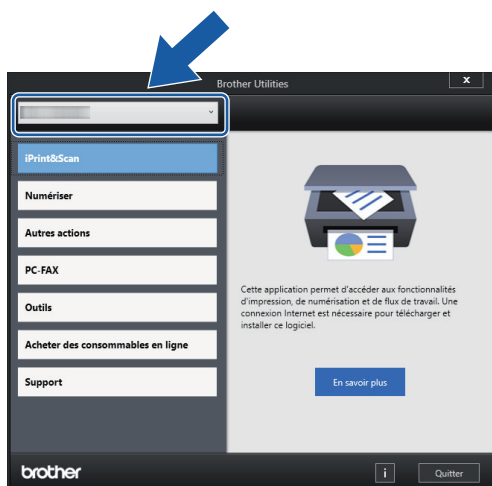 Brother Utilities
X
iPrint&Scan
Numériser
Autres actions
PC-FAX
Outils
Acheter des consommables en ligne
Support
Cette application permet d'accéder aux fonctionnalités
d'impression, de numérisation et de flux de travail. Une
connexion Internet est nécessaire pour télécharger et
installer ce logiciel.
En savoir plus
brother
i
Quitter